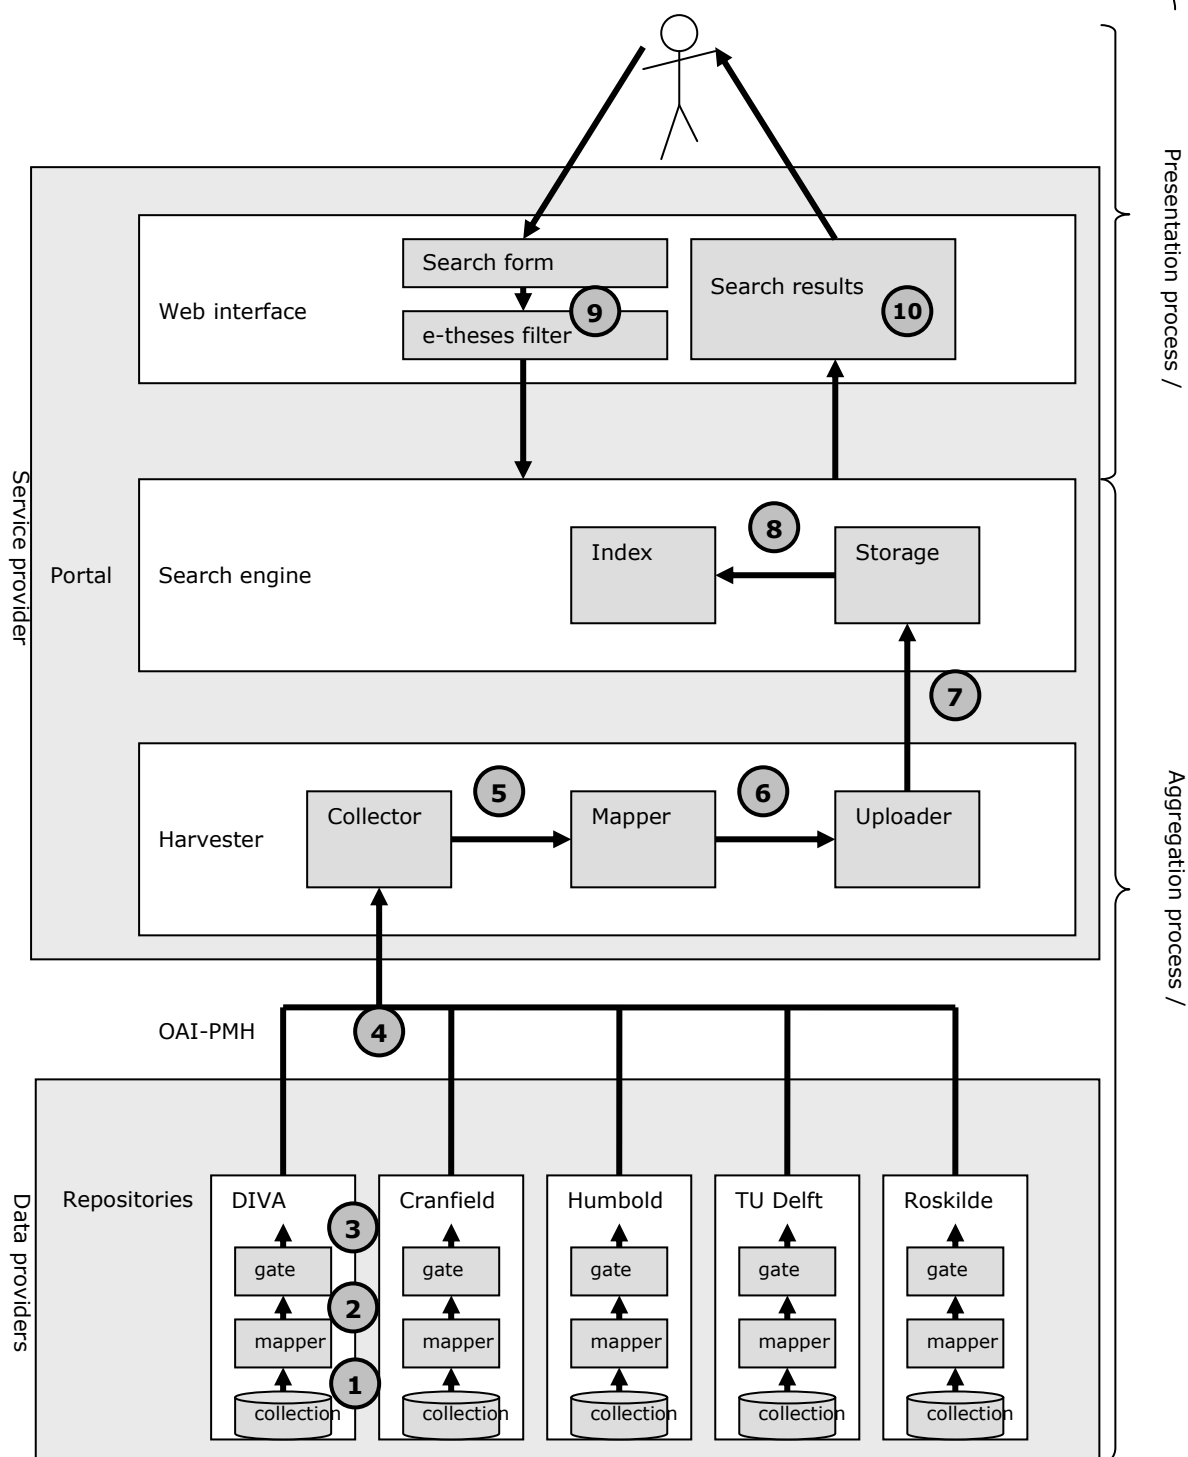 Presentation process /
Search form
Search results
Web interface
9
10
e-theses filter
Service provider
Portal
Search engine
Index
8
Storage
7
Aggregation process /
Harvester
Collector
5
Mapper
6
Uploader
OAI-PMH
4
Data providers
Repositories
DIVA
Cranfield
Humbold
TU Delft
Roskilde
3
gate
gate
gate
gate
gate
2
mapper
mapper
mapper
mapper
mapper
1
collection
collection
collection
collection
collection